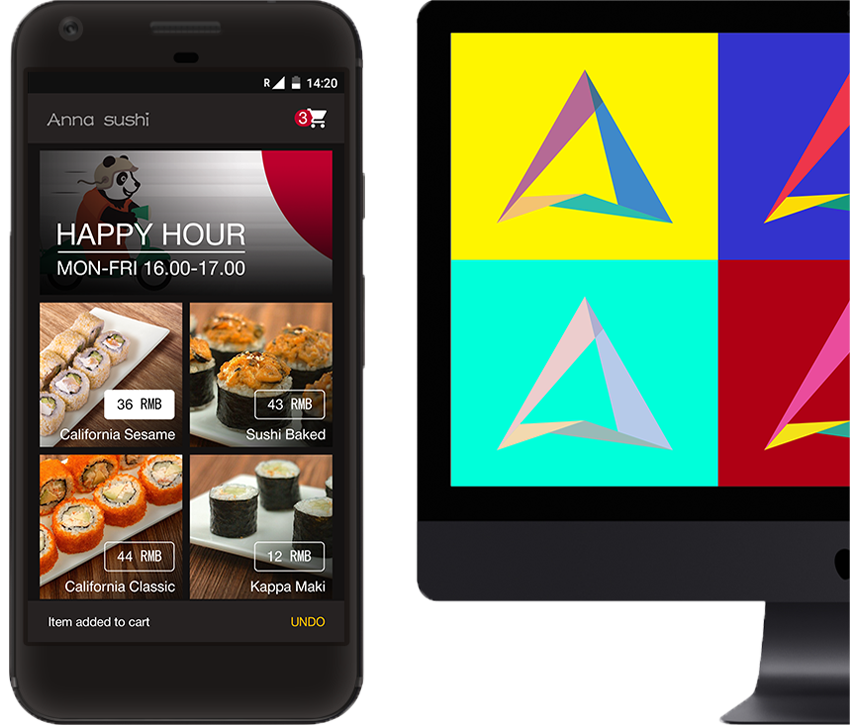 R 14:20
Anna sushi
3
HAPPY HOUR
MON-FRI 16.00-17.00
36 RMB
California Sesame
43 RMB
Sushi Baked
44 RMB
California Classic
12 RMB
Kappa Maki
Item added to cart
UNDO